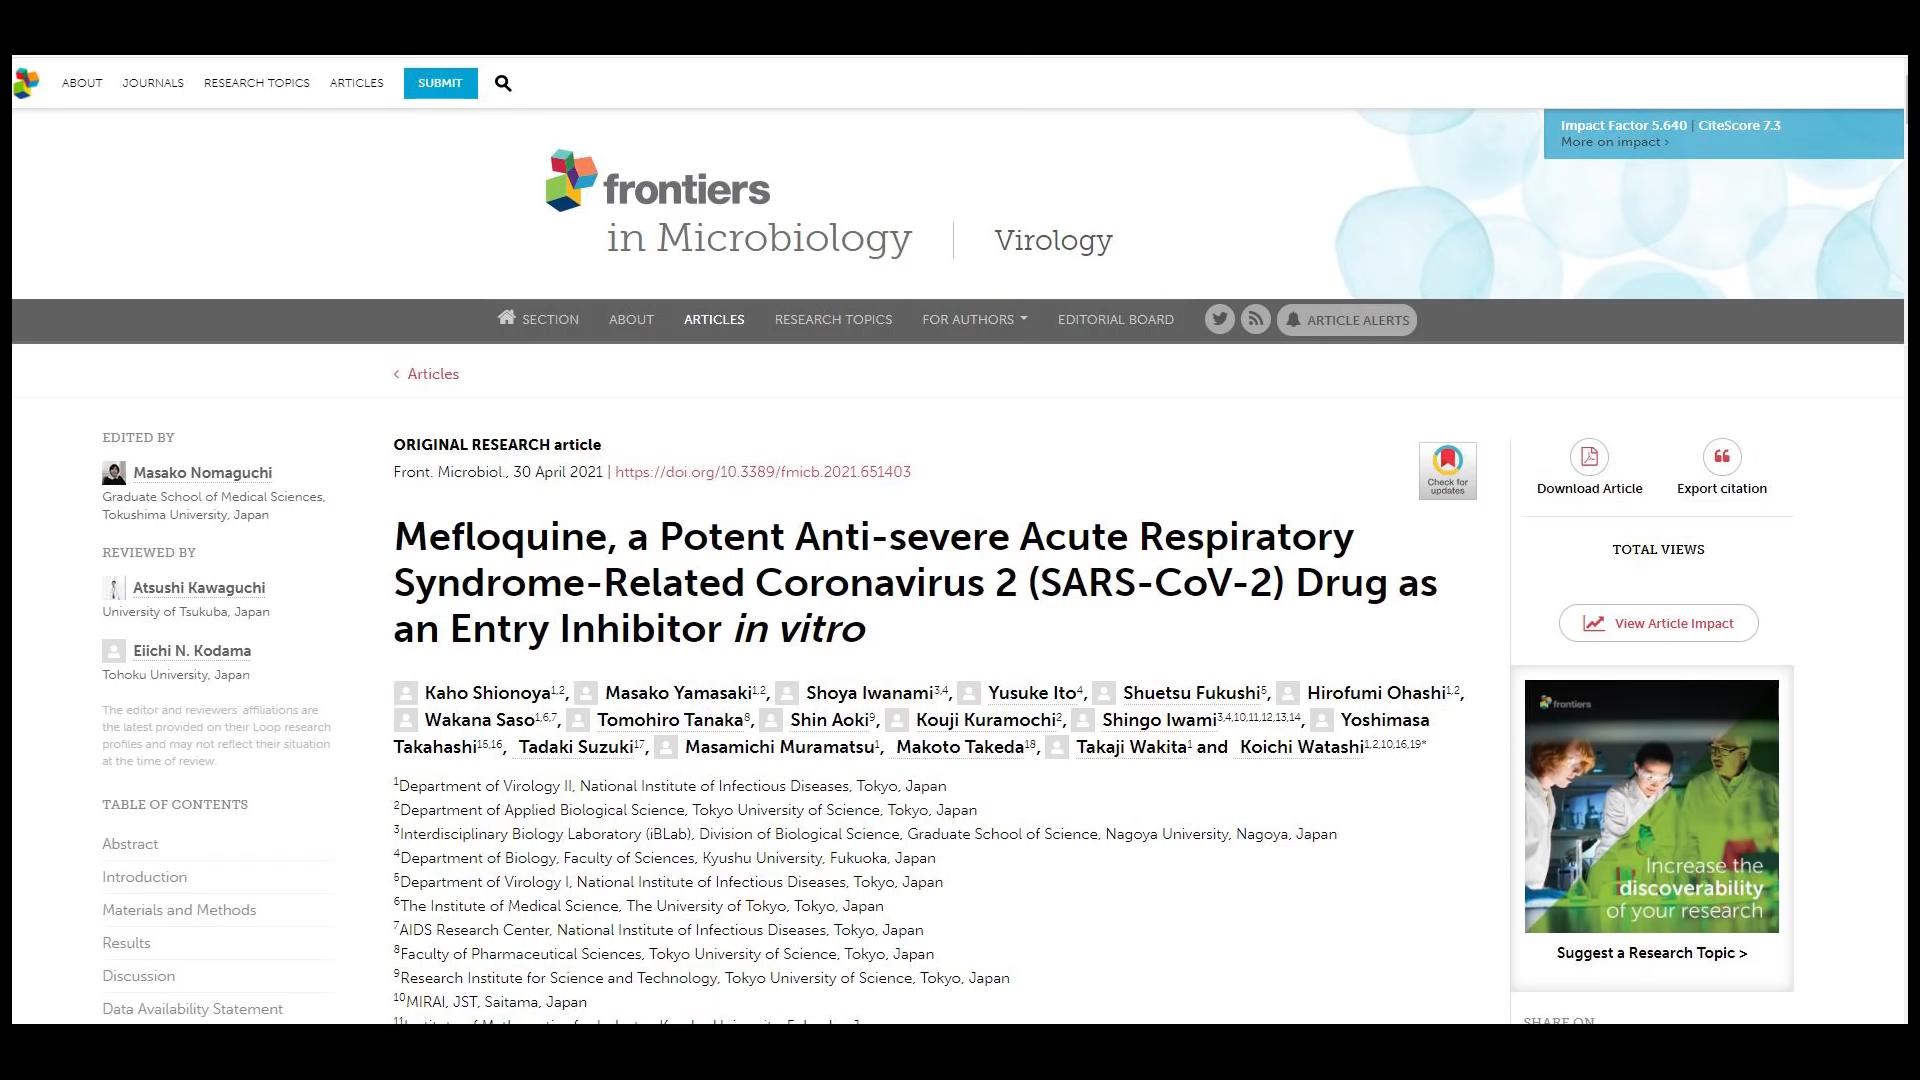 ABOUT JOURNALS RESEARCH TOPICS ARTICLES SUBMIT
Impact Factor 5.640 | CiteScore 7.3
More on impact ›
frontiers
in Microbiology | Virology
SECTION ABOUT ARTICLES RESEARCH TOPICS FOR AUTHORS EDITORIAL BOARD ARTICLE ALERTS
‹ Articles
EDITED BY
Masako Nomaguchi
Graduate School of Medical Sciences,
Tokushima University, Japan
REVIEWED BY
Atsushi Kawaguchi
University of Tsukuba, Japan
Eiichi N. Kodama
Tohoku University, Japan
The editor and reviewers' affiliations are
the latest provided on their Loop research
profiles and may not reflect their situation
at the time of review.
TABLE OF CONTENTS
Abstract
Introduction
Materials and Methods
Results
Discussion
Data Availability Statement
ORIGINAL RESEARCH article
Front. Microbiol., 30 April 2021 | https://doi.org/10.3389/fmicb.2021.651403
Check for
updates
Mefloquine, a Potent Anti-severe Acute Respiratory
Syndrome-Related Coronavirus 2 (SARS-CoV-2) Drug as
an Entry Inhibitor in vitro
Kaho Shionoya1,2, Masako Yamasaki1,2, Shoya Iwanami3,4, Yusuke Ito4, Shuetsu Fukushi5, Hirofumi Ohashi1,2,
Wakana Saso1,6,7, Tomohiro Tanaka8, Shin Aoki9, Kouji Kuramochi2, Shingo Iwami3,4,10,11,12,13,14, Yoshimasa
Takahashi15,16, Tadaki Suzuki17, Masamichi Muramatsu1, Makoto Takeda18, Takaji Wakita1 and Koichi Watashi1,2,10,16,19*
1Department of Virology II, National Institute of Infectious Diseases, Tokyo, Japan
2Department of Applied Biological Science, Tokyo University of Science, Tokyo, Japan
3Interdisciplinary Biology Laboratory (iBLab), Division of Biological Science, Graduate School of Science, Nagoya University, Nagoya, Japan
4Department of Biology, Faculty of Sciences, Kyushu University, Fukuoka, Japan
5Department of Virology I, National Institute of Infectious Diseases, Tokyo, Japan
6The Institute of Medical Science, The University of Tokyo, Tokyo, Japan
7AIDS Research Center, National Institute of Infectious Diseases, Tokyo, Japan
8Faculty of Pharmaceutical Sciences, Tokyo University of Science, Tokyo, Japan
9Research Institute for Science and Technology, Tokyo University of Science, Tokyo, Japan
10MIRAI, JST, Saitama, Japan
Download Article Export citation
TOTAL VIEWS
View Article Impact
frontiers
Increase the
discoverability
of your research
Suggest a Research Topic >
SHARE ON